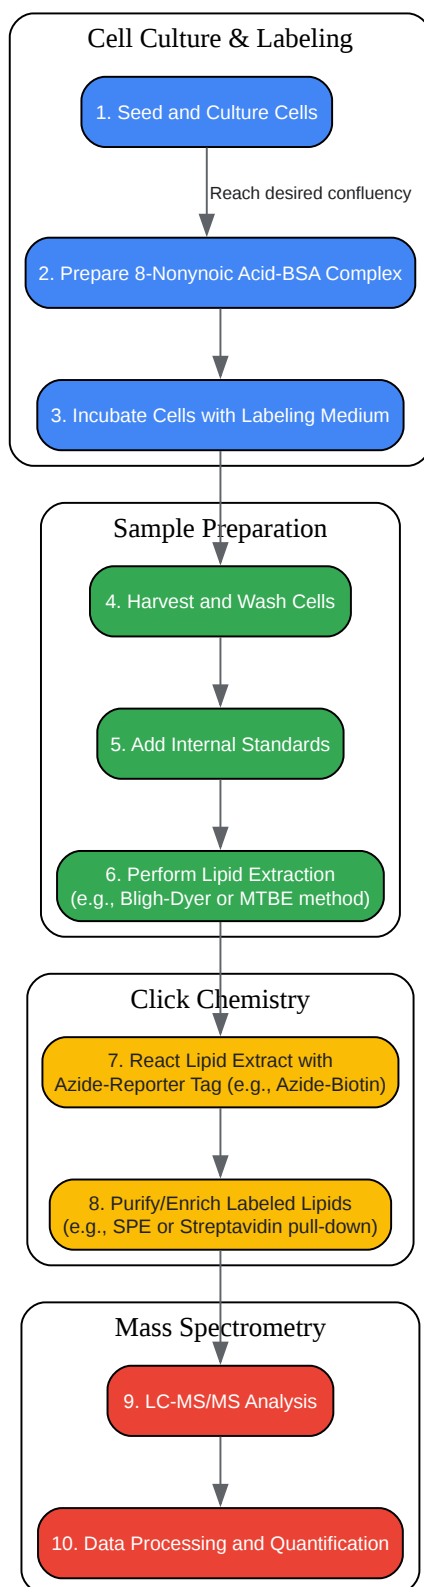 Cell Culture & Labeling
1. Seed and Culture Cells
Reach desired confluency
2. Prepare 8-Nonynoic Acid-BSA Complex
3. Incubate Cells with Labeling Medium
Sample Preparation
4. Harvest and Wash Cells
5. Add Internal Standards
6. Perform Lipid Extraction
(e.g., Bligh-Dyer or MTBE method)
Click Chemistry
7. React Lipid Extract with
Azide-Reporter Tag (e.g., Azide-Biotin)
8. Purify/Enrich Labeled Lipids
(e.g., SPE or Streptavidin pull-down)
Mass Spectrometry
9. LC-MS/MS Analysis
10. Data Processing and Quantification